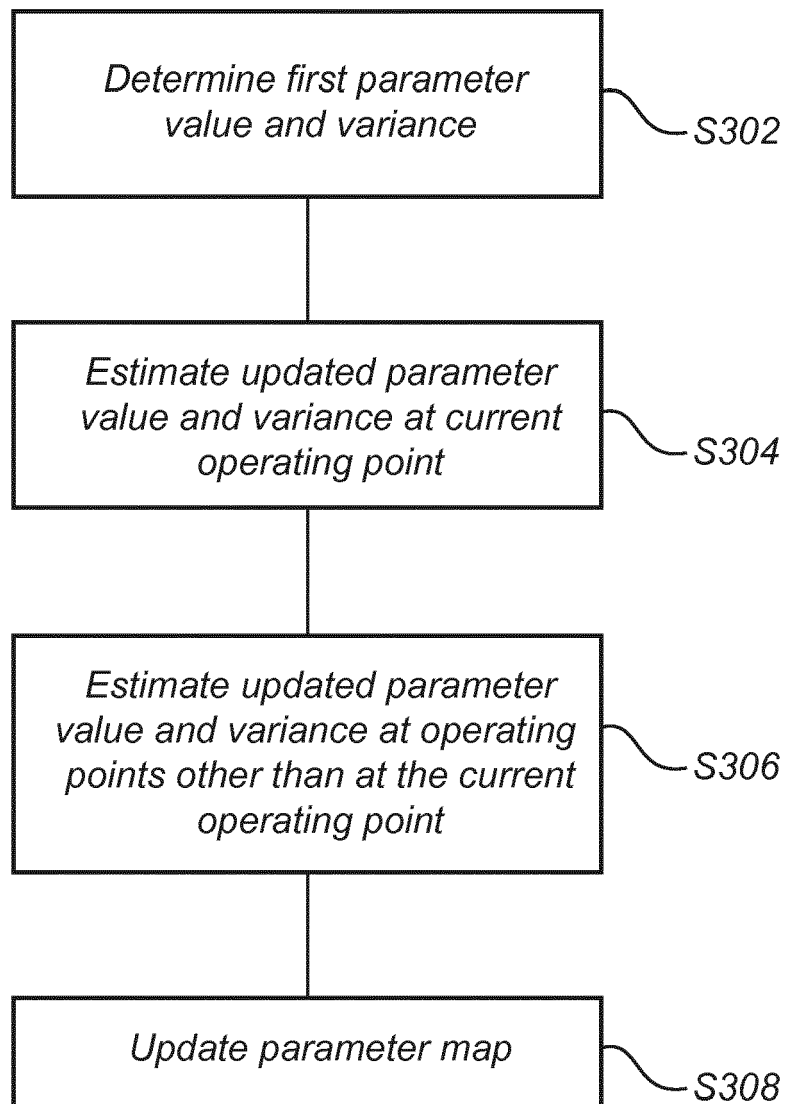 Determine first parameter
value and variance
S302
Estimate updated parameter
value and variance at current
operating point
S304
Estimate updated parameter
value and variance at operating
points other than at the current
operating point
S306
Update parameter map
S308